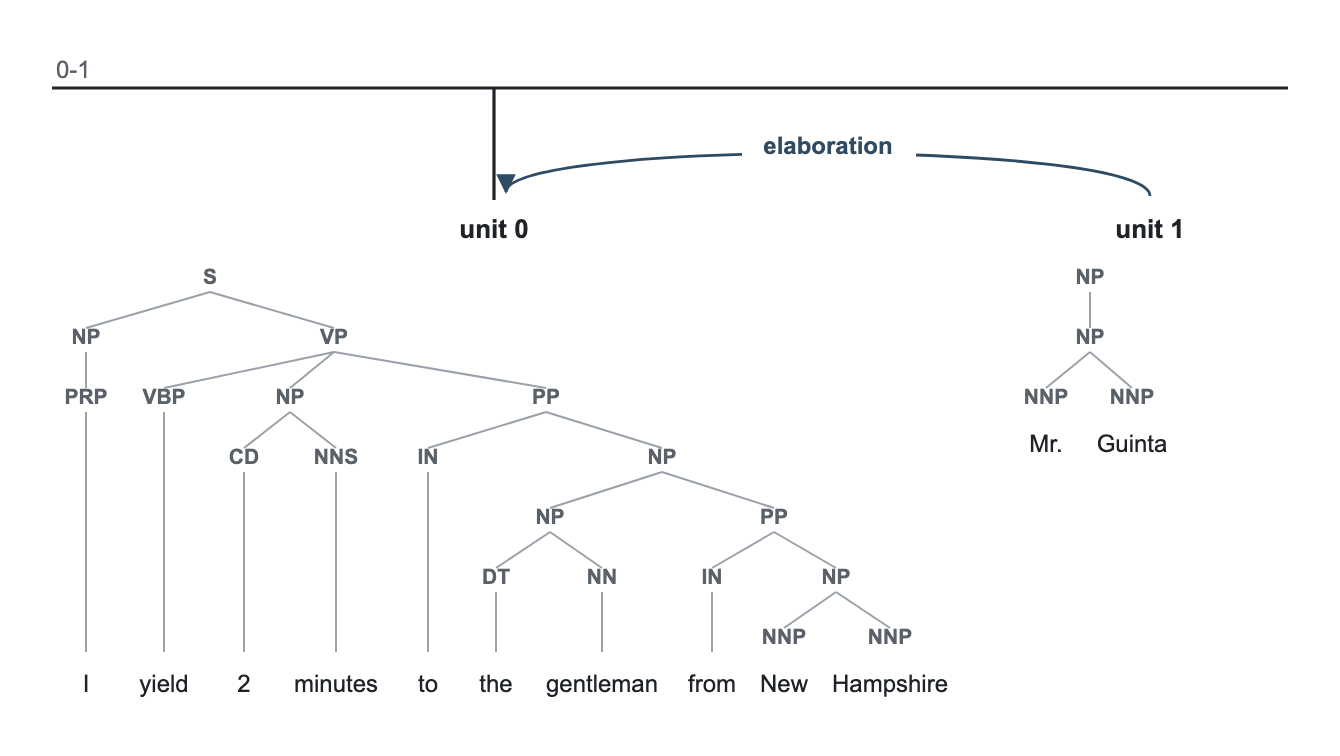 0-1
elaboration
unit 0 unit 1
S NP
NP VP NP
PRP VBP NP PP NNP NNP
Mr. Guinta
CD NNS IN NP
NP PP
DT NN IN NP
NNP NNP
I yield 2 minutes to the gentleman from New Hampshire